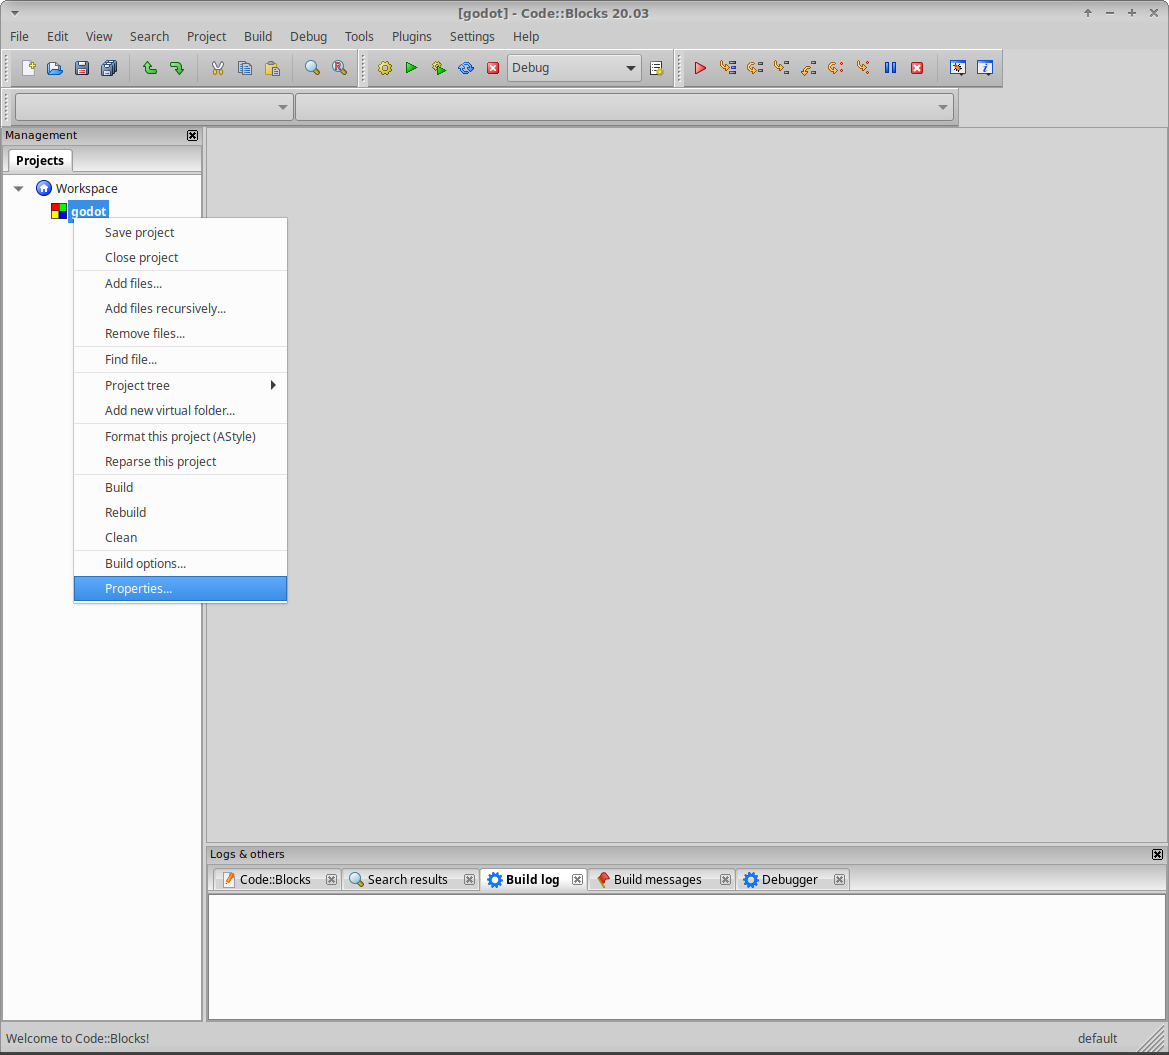 [godot] - Code::Blocks 20.03
File Edit View Search Project Build Debug Tools Plugins Settings Help
Debug
Management
Projects
Workspace
godot
Save project
Close project
Add files...
Add files recursively...
Remove files...
Find file...
Project tree
Add new virtual folder...
Format this project (AStyle)
Reparse this project
Build
Rebuild
Clean
Build options...
Properties...
Logs & others
Code::Blocks Search results Build log Build messages Debugger
Welcome to Code::Blocks! default